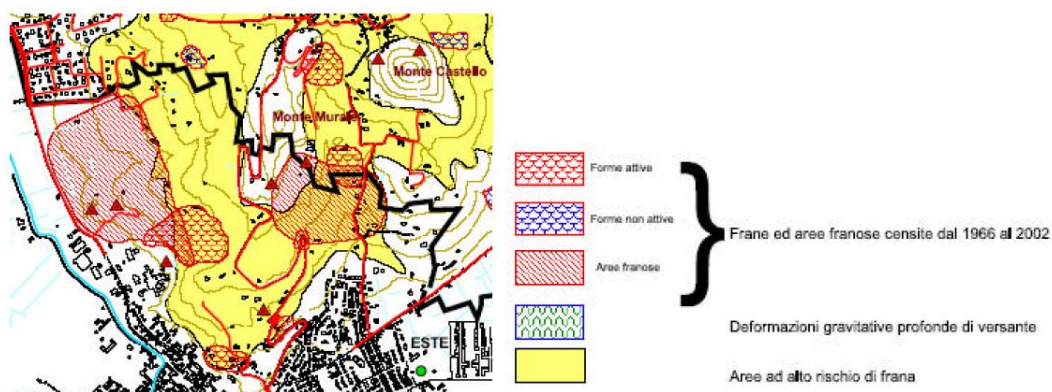 Monte Castello
Monte Murale
ESTE
Forme attive
Forme non attive
Aree franose
Frane ed aree franose censite dal 1966 al 2002
Deformazioni gravitative profonde di versante
Aree ad alto rischio di frana